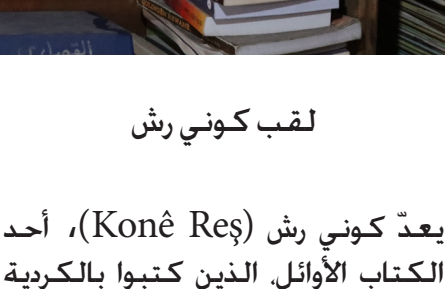 لقب كوني رش
يعدّ كوني رش (Konê Reş)، أحد
الكتاب الأوائل، الذين كتبوا بالكردية